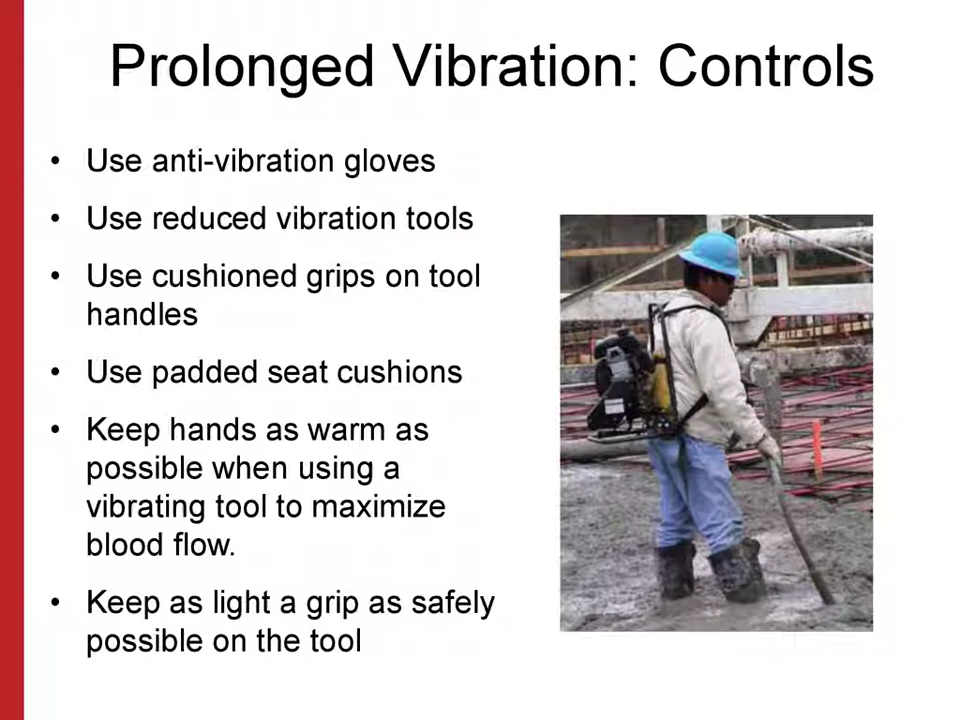 Prolonged Vibration: Controls
• Use anti-vibration gloves
• Use reduced vibration tools
• Use cushioned grips on tool
handles
• Use padded seat cushions
• Keep hands as warm as
possible when using a
vibrating tool to maximize
blood flow.
• Keep as light a grip as safely
possible on the tool